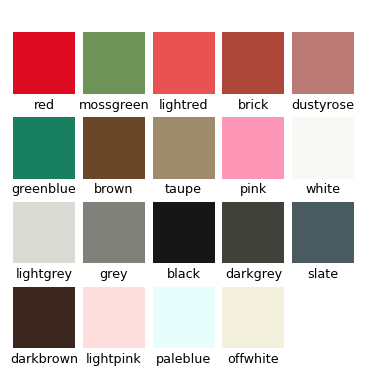 red mossgreen lightred brick dustyrose
greenblue brown taupe pink white
lightgrey grey black darkgrey slate
darkbrown lightpink paleblue offwhite